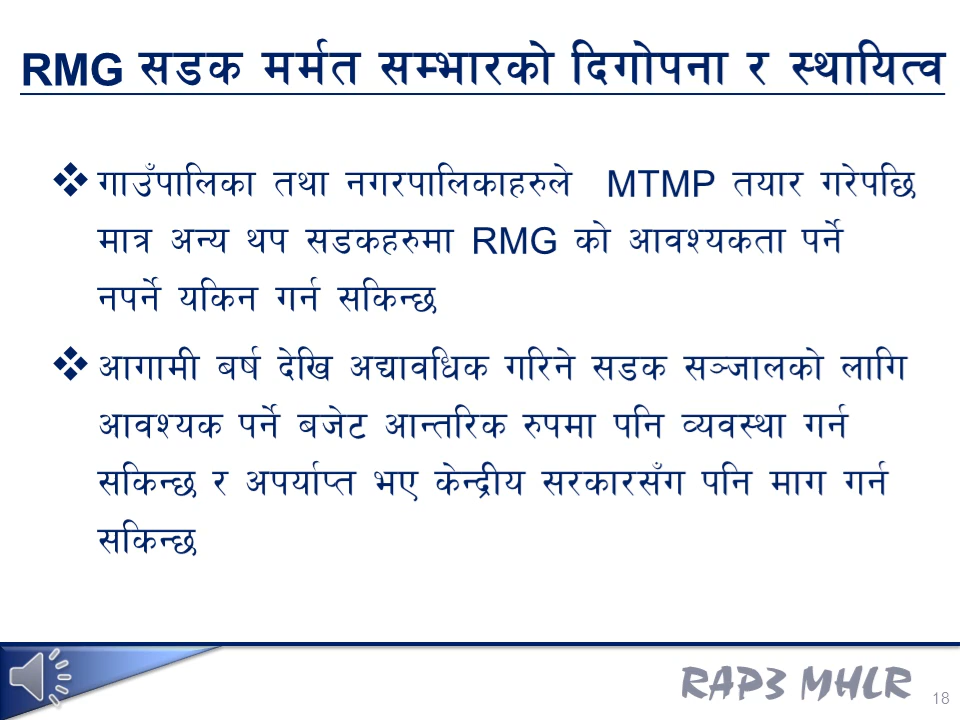 RMG सडक मर्मत सम्भारको दिगोपना र स्थायित्व
गाउँपालिका तथा नगरपालिकाहरुले MTMP तयार गरेपछि
मात्र अन्य थप सडकहरुमा RMG को आवश्यकता पर्ने
नपर्ने यकिन गर्न सकिन्छ
आगामी बर्ष देखि अद्यावधिक गरिने सडक सञ्जालको लागि
आवश्यक पर्ने बजेट आन्तरिक रुपमा पनि व्यवस्था गर्न
सकिन्छ र अपर्याप्त भए केन्द्रीय सरकारसँग पनि माग गर्न
सकिन्छ
RAP3 MHLR
18